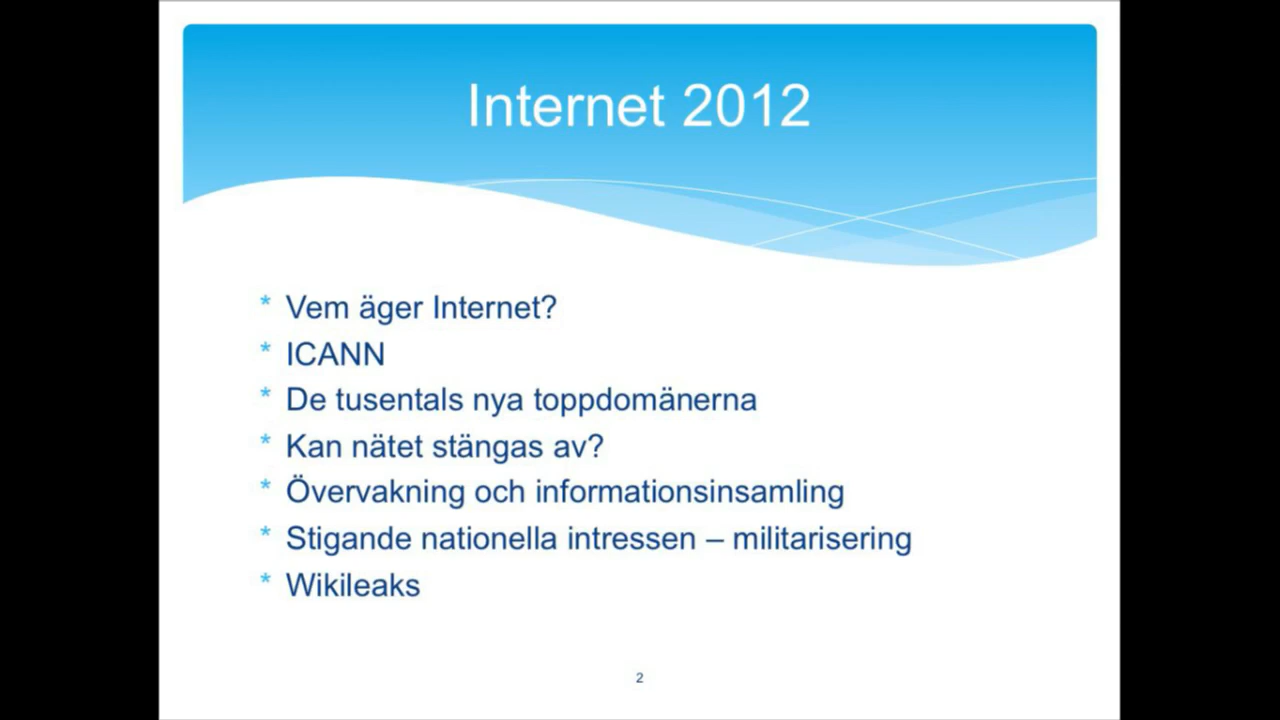 Internet 2012
* Vem äger Internet?
* ICANN
* De tusentals nya toppdomänerna
* Kan nätet stängas av?
* Övervakning och informationsinsamling
* Stigande nationella intressen – militarisering
* Wikileaks
2